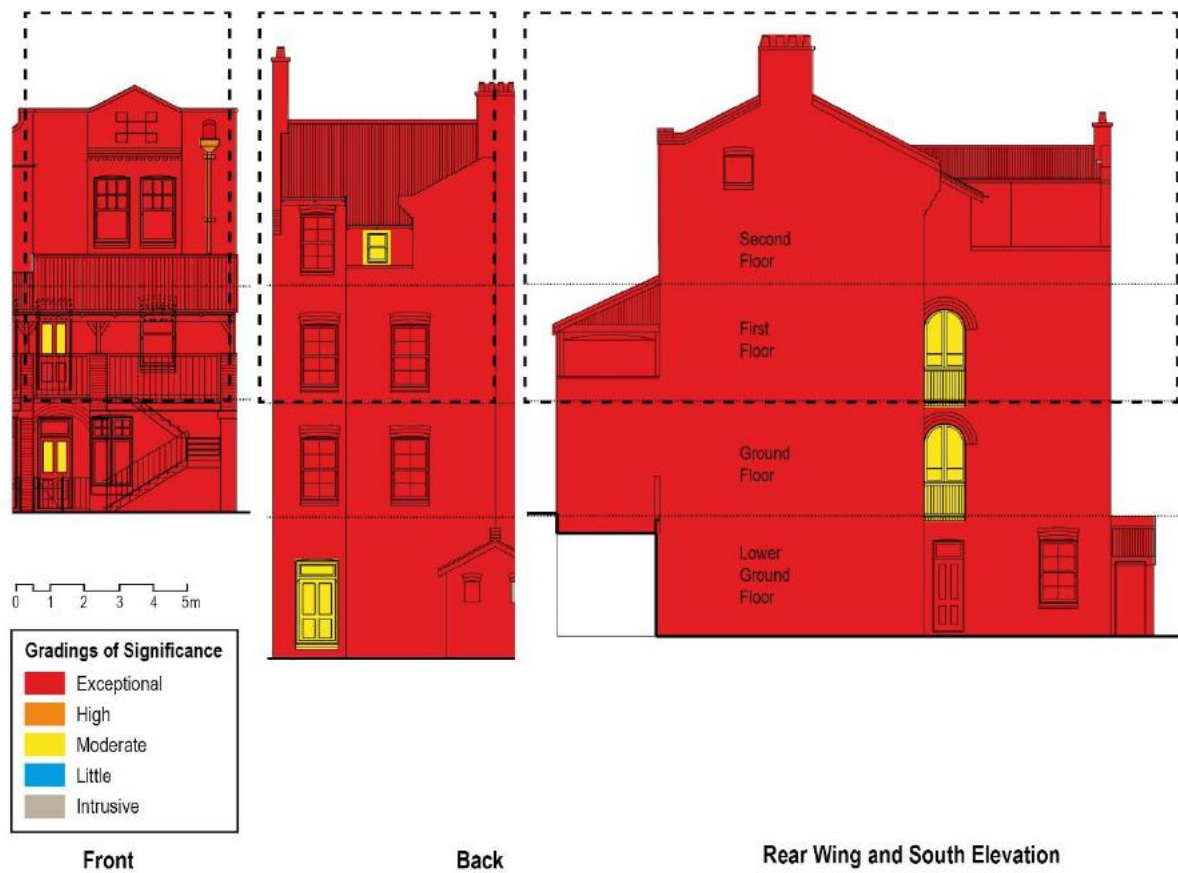 Second
Floor
First
Floor
Ground
Floor
Lower
Ground
Floor
0 1 2 3 4 5m
Gradings of Significance
Exceptional
High
Moderate
Little
Intrusive
Front
Back
Rear Wing and South Elevation